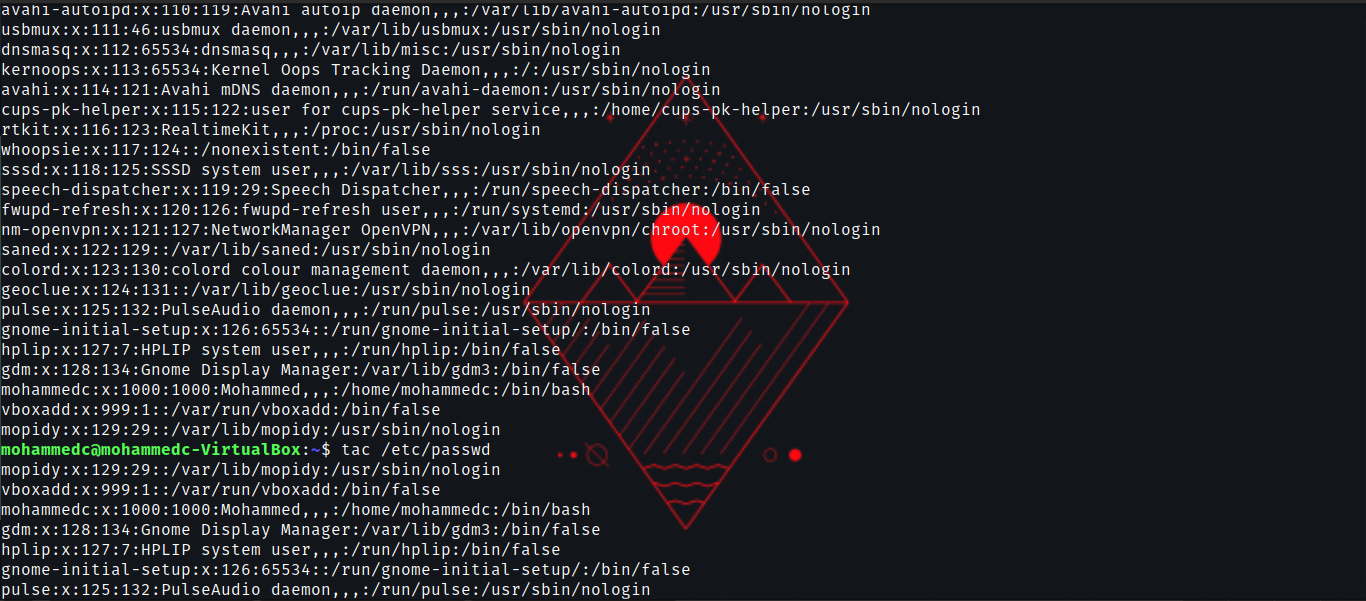 avahi-autoipd:x:110:119:Avahi autoip daemon,,,:/var/lib/avahi-autoipd:/usr/sbin/nologin
usbmux:x:111:46:usbmux daemon,,,:/var/lib/usbmux:/usr/sbin/nologin
dnsmasq:x:112:65534:dnsmasq,,,:/var/lib/misc:/usr/sbin/nologin
kernoops:x:113:65534:Kernel Oops Tracking Daemon,,,:/:/usr/sbin/nologin
avahi:x:114:121:Avahi mDNS daemon,,,:/run/avahi-daemon:/usr/sbin/nologin
cups-pk-helper:x:115:122:user for cups-pk-helper service,,,:/home/cups-pk-helper:/usr/sbin/nologin
rtkit:x:116:123:RealtimeKit,,,:/proc:/usr/sbin/nologin
whoopsie:x:117:124::/nonexistent:/bin/false
sssd:x:118:125:SSSD system user,,,:/var/lib/sss:/usr/sbin/nologin
speech-dispatcher:x:119:29:Speech Dispatcher,,,:/run/speech-dispatcher:/bin/false
fwupd-refresh:x:120:126:fwupd-refresh user,,,:/run/systemd:/usr/sbin/nologin
nm-openvpn:x:121:127:NetworkManager OpenVPN,,,:/var/lib/openvpn/chroot:/usr/sbin/nologin
saned:x:122:129::/var/lib/saned:/usr/sbin/nologin
colord:x:123:130:colord colour management daemon,,,:/var/lib/colord:/usr/sbin/nologin
geoclue:x:124:131::/var/lib/geoclue:/usr/sbin/nologin
pulse:x:125:132:PulseAudio daemon,,,:/run/pulse:/usr/sbin/nologin
gnome-initial-setup:x:126:65534::/run/gnome-initial-setup/:/bin/false
hplip:x:127:7:HPLIP system user,,,:/run/hplip:/bin/false
gdm:x:128:134:Gnome Display Manager:/var/lib/gdm3:/bin/false
mohammedc:x:1000:1000:Mohammed,,,:/home/mohammedc:/bin/bash
vboxadd:x:999:1::/var/run/vboxadd:/bin/false
mopidy:x:129:29::/var/lib/mopidy:/usr/sbin/nologin
mohammedc@mohammedc-VirtualBox:~$ tac /etc/passwd
mopidy:x:129:29::/var/lib/mopidy:/usr/sbin/nologin
vboxadd:x:999:1::/var/run/vboxadd:/bin/false
mohammedc:x:1000:1000:Mohammed,,,:/home/mohammedc:/bin/bash
gdm:x:128:134:Gnome Display Manager:/var/lib/gdm3:/bin/false
hplip:x:127:7:HPLIP system user,,,:/run/hplip:/bin/false
gnome-initial-setup:x:126:65534::/run/gnome-initial-setup/:/bin/false
pulse:x:125:132:PulseAudio daemon,,,:/run/pulse:/usr/sbin/nologin